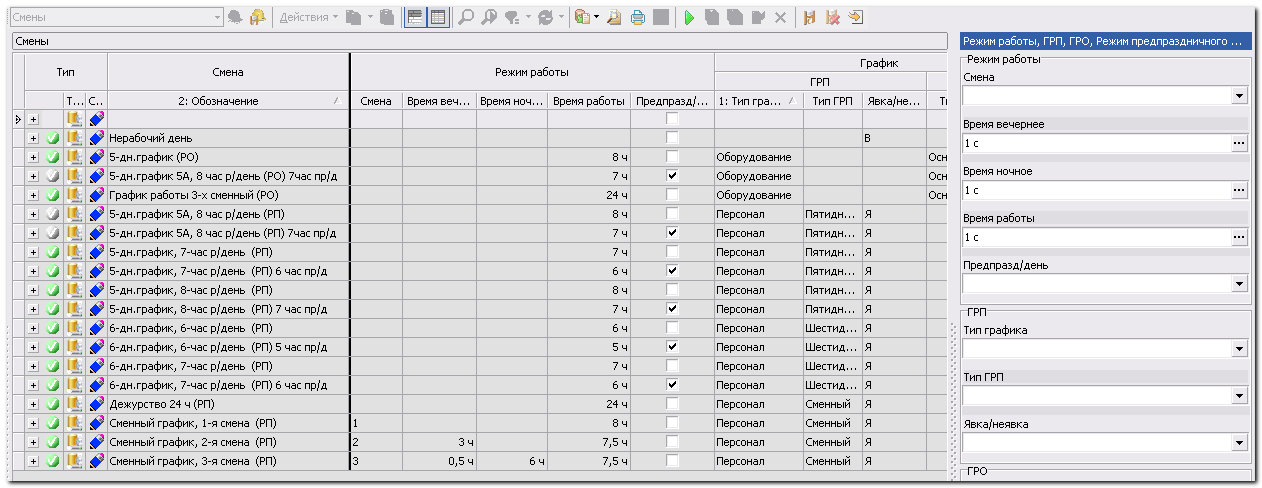 Смены
Действия
Смены
Тип Смена Режим работы График
ГРП
Т... С.. 2: Обозначение Смена Время веч... Время ноч... Время работы Предпразд/... 1: Тип гра... Тип ГРП Явка/не... Ти
Нерабочий день В
5-дн.график (РО) 8 ч Оборудование Осн
5-дн.график 5А, 8 час р/день (РО) 7час пр/д 7 ч Оборудование Осн
График работы 3-х сменный (РО) 24 ч Оборудование Осн
5-дн.график 5А, 8 час р/день (РП) 8 ч Персонал Пятидн... Я
5-дн.график 5А, 8 час р/день (РП) 7час пр/д 7 ч Персонал Пятидн... Я
5-дн.график, 7-час р/день (РП) 7 ч Персонал Пятидн... Я
5-дн.график, 7-час р/день (РП) 6 час пр/д 6 ч Персонал Пятидн... Я
5-дн.график, 8-час р/день (РП) 8 ч Персонал Пятидн... Я
5-дн.график, 8-час р/день (РП) 7 час пр/д 7 ч Персонал Пятидн... Я
6-дн.график, 6-час р/день (РП) 6 ч Персонал Шестид... Я
6-дн.график, 6-час р/день (РП) 5 час пр/д 5 ч Персонал Шестид... Я
6-дн.график, 7-час р/день (РП) 7 ч Персонал Шестид... Я
6-дн.график, 7-час р/день (РП) 6 час пр/д 6 ч Персонал Шестид... Я
Дежурство 24 ч (РП) 24 ч Персонал Сменный Я
Сменный график, 1-я смена (РП) 1 8 ч Персонал Сменный Я
Сменный график, 2-я смена (РП) 2 3 ч 7,5 ч Персонал Сменный Я
Сменный график, 3-я смена (РП) 3 0,5 ч 6 ч 7,5 ч Персонал Сменный Я
Режим работы, ГРП, ГРО, Режим предпраздничного ...
Режим работы
Смена
Время вечернее
1 с
Время ночное
1 с
Время работы
1 с
Предпразд/день
ГРП
Тип графика
Тип ГРП
Явка/неявка
ГРО